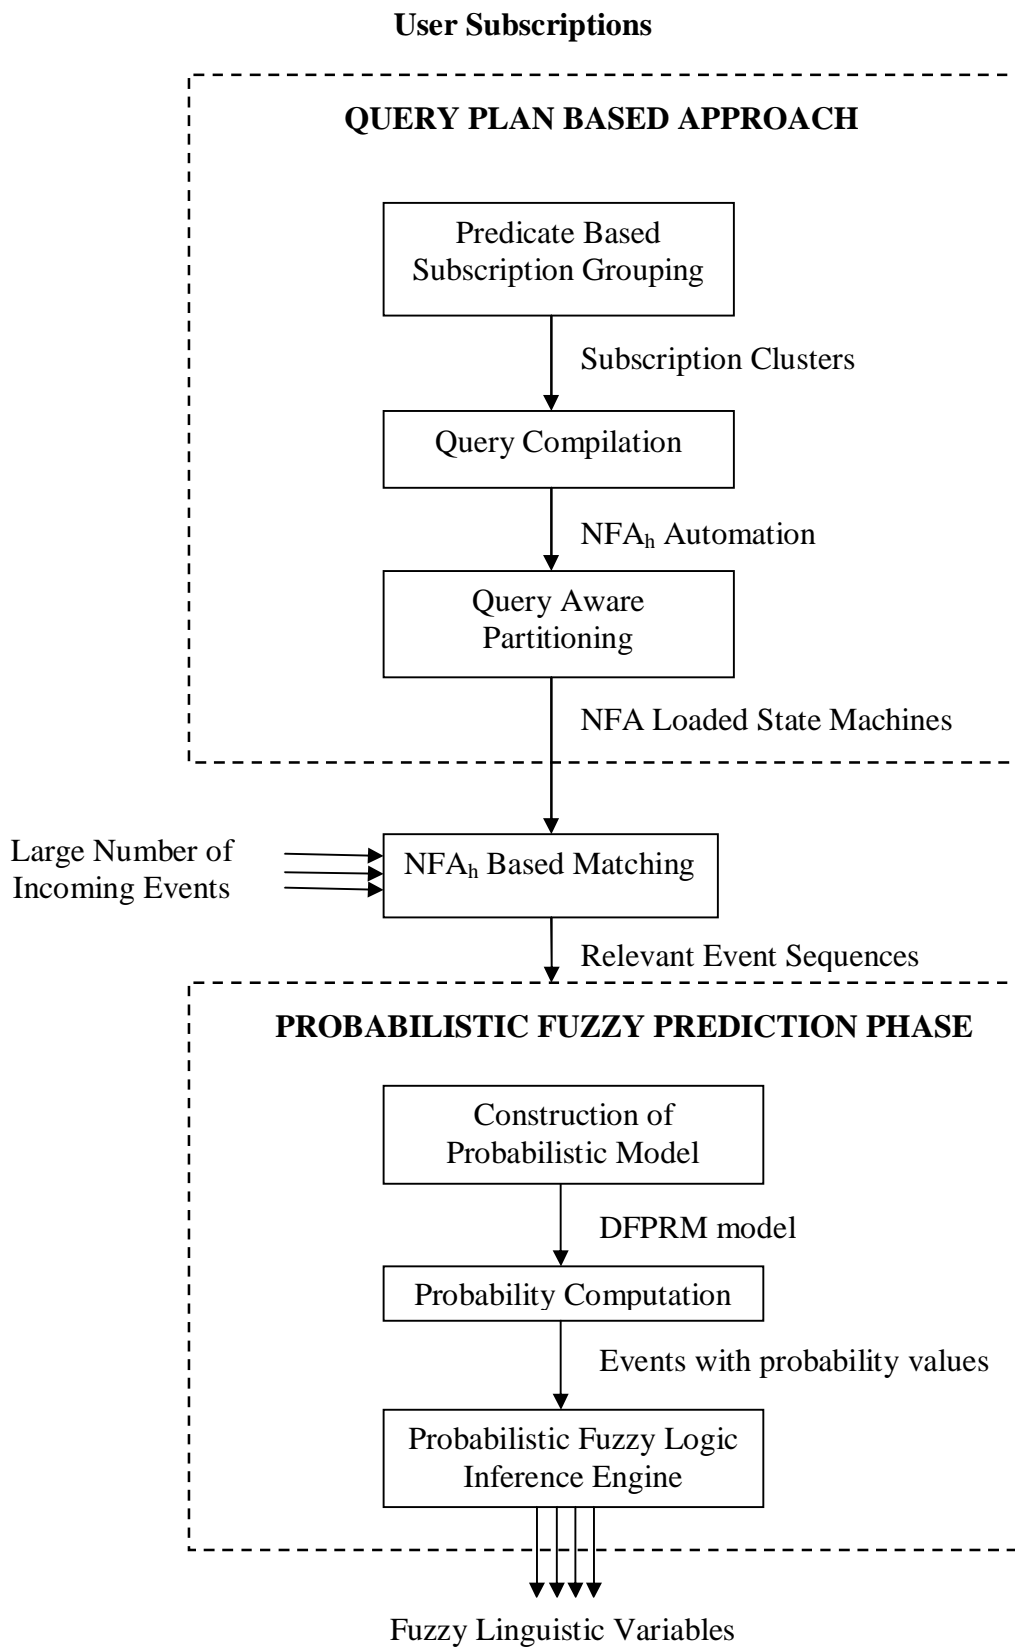 User Subscriptions
QUERY PLAN BASED APPROACH
Predicate Based
Subscription Grouping
Subscription Clusters
Query Compilation
NFAh Automation
Query Aware
Partitioning
NFA Loaded State Machines
Large Number of
Incoming Events
NFAh Based Matching
Relevant Event Sequences
PROBABILISTIC FUZZY PREDICTION PHASE
Construction of
Probabilistic Model
DFPRM model
Probability Computation
Events with probability values
Probabilistic Fuzzy Logic
Inference Engine
Fuzzy Linguistic Variables